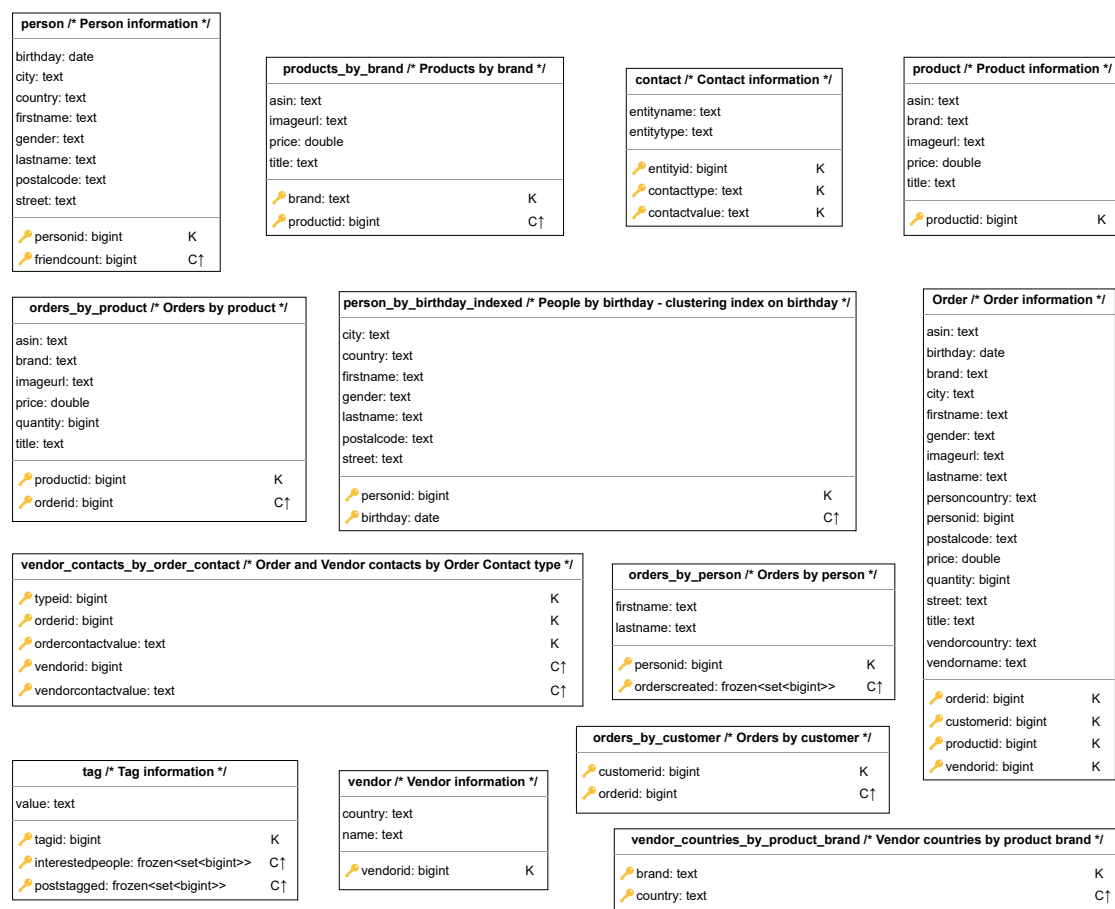 person /* Person information */
birthday: date
city: text
country: text
firstname: text
gender: text
lastname: text
postalcode: text
street: text
personid: bigint K
friendcount: bigint C↑
products_by_brand /* Products by brand */
asin: text
imageurl: text
price: double
title: text
brand: text K
productid: bigint C↑
contact /* Contact information */
entityname: text
entitytype: text
entityid: bigint K
contacttype: text K
contactvalue: text K
product /* Product information */
asin: text
brand: text
imageurl: text
price: double
title: text
productid: bigint K
orders_by_product /* Orders by product */
asin: text
brand: text
imageurl: text
price: double
quantity: bigint
title: text
productid: bigint K
orderid: bigint C↑
person_by_birthday_indexed /* People by birthday - clustering index on birthday */
city: text
country: text
firstname: text
gender: text
lastname: text
postalcode: text
street: text
personid: bigint K
birthday: date C↑
Order /* Order information */
asin: text
birthday: date
brand: text
city: text
firstname: text
gender: text
imageurl: text
lastname: text
personcountry: text
personid: bigint
postalcode: text
price: double
quantity: bigint
street: text
title: text
vendorcountry: text
vendorname: text
orderid: bigint K
customerid: bigint K
productid: bigint K
vendorid: bigint K
vendor_contacts_by_order_contact /* Order and Vendor contacts by Order Contact type */
typeid: bigint K
orderid: bigint K
ordercontactvalue: text K
vendorid: bigint C↑
vendorcontactvalue: text C↑
orders_by_person /* Orders by person */
firstname: text
lastname: text
personid: bigint K
orderscreated: frozen<set<bigint>> C↑
orders_by_customer /* Orders by customer */
customerid: bigint K
orderid: bigint C↑
tag /* Tag information */
value: text
tagid: bigint K
interestedpeople: frozen<set<bigint>> C↑
poststagged: frozen<set<bigint>> C↑
vendor /* Vendor information */
country: text
name: text
vendorid: bigint K
vendor_countries_by_product_brand /* Vendor countries by product brand */
brand: text K
country: text C↑